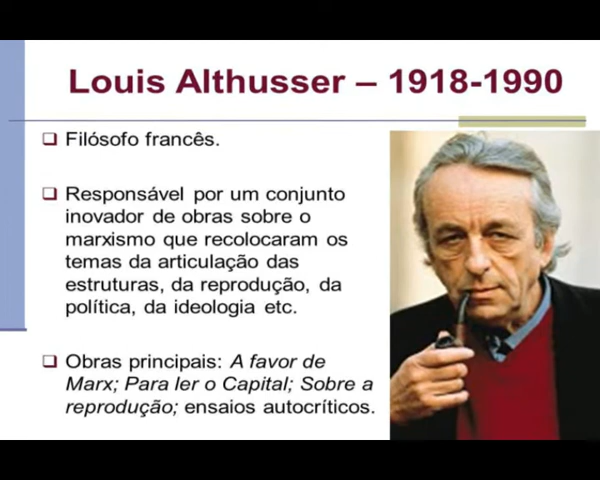 Louis Althusser – 1918-1990
Filósofo francês.
Responsável por um conjunto
inovador de obras sobre o
marxismo que recolocaram os
temas da articulação das
estruturas, da reprodução, da
política, da ideologia etc.
Obras principais: A favor de
Marx; Para ler o Capital; Sobre a
reprodução; ensaios autocríticos.